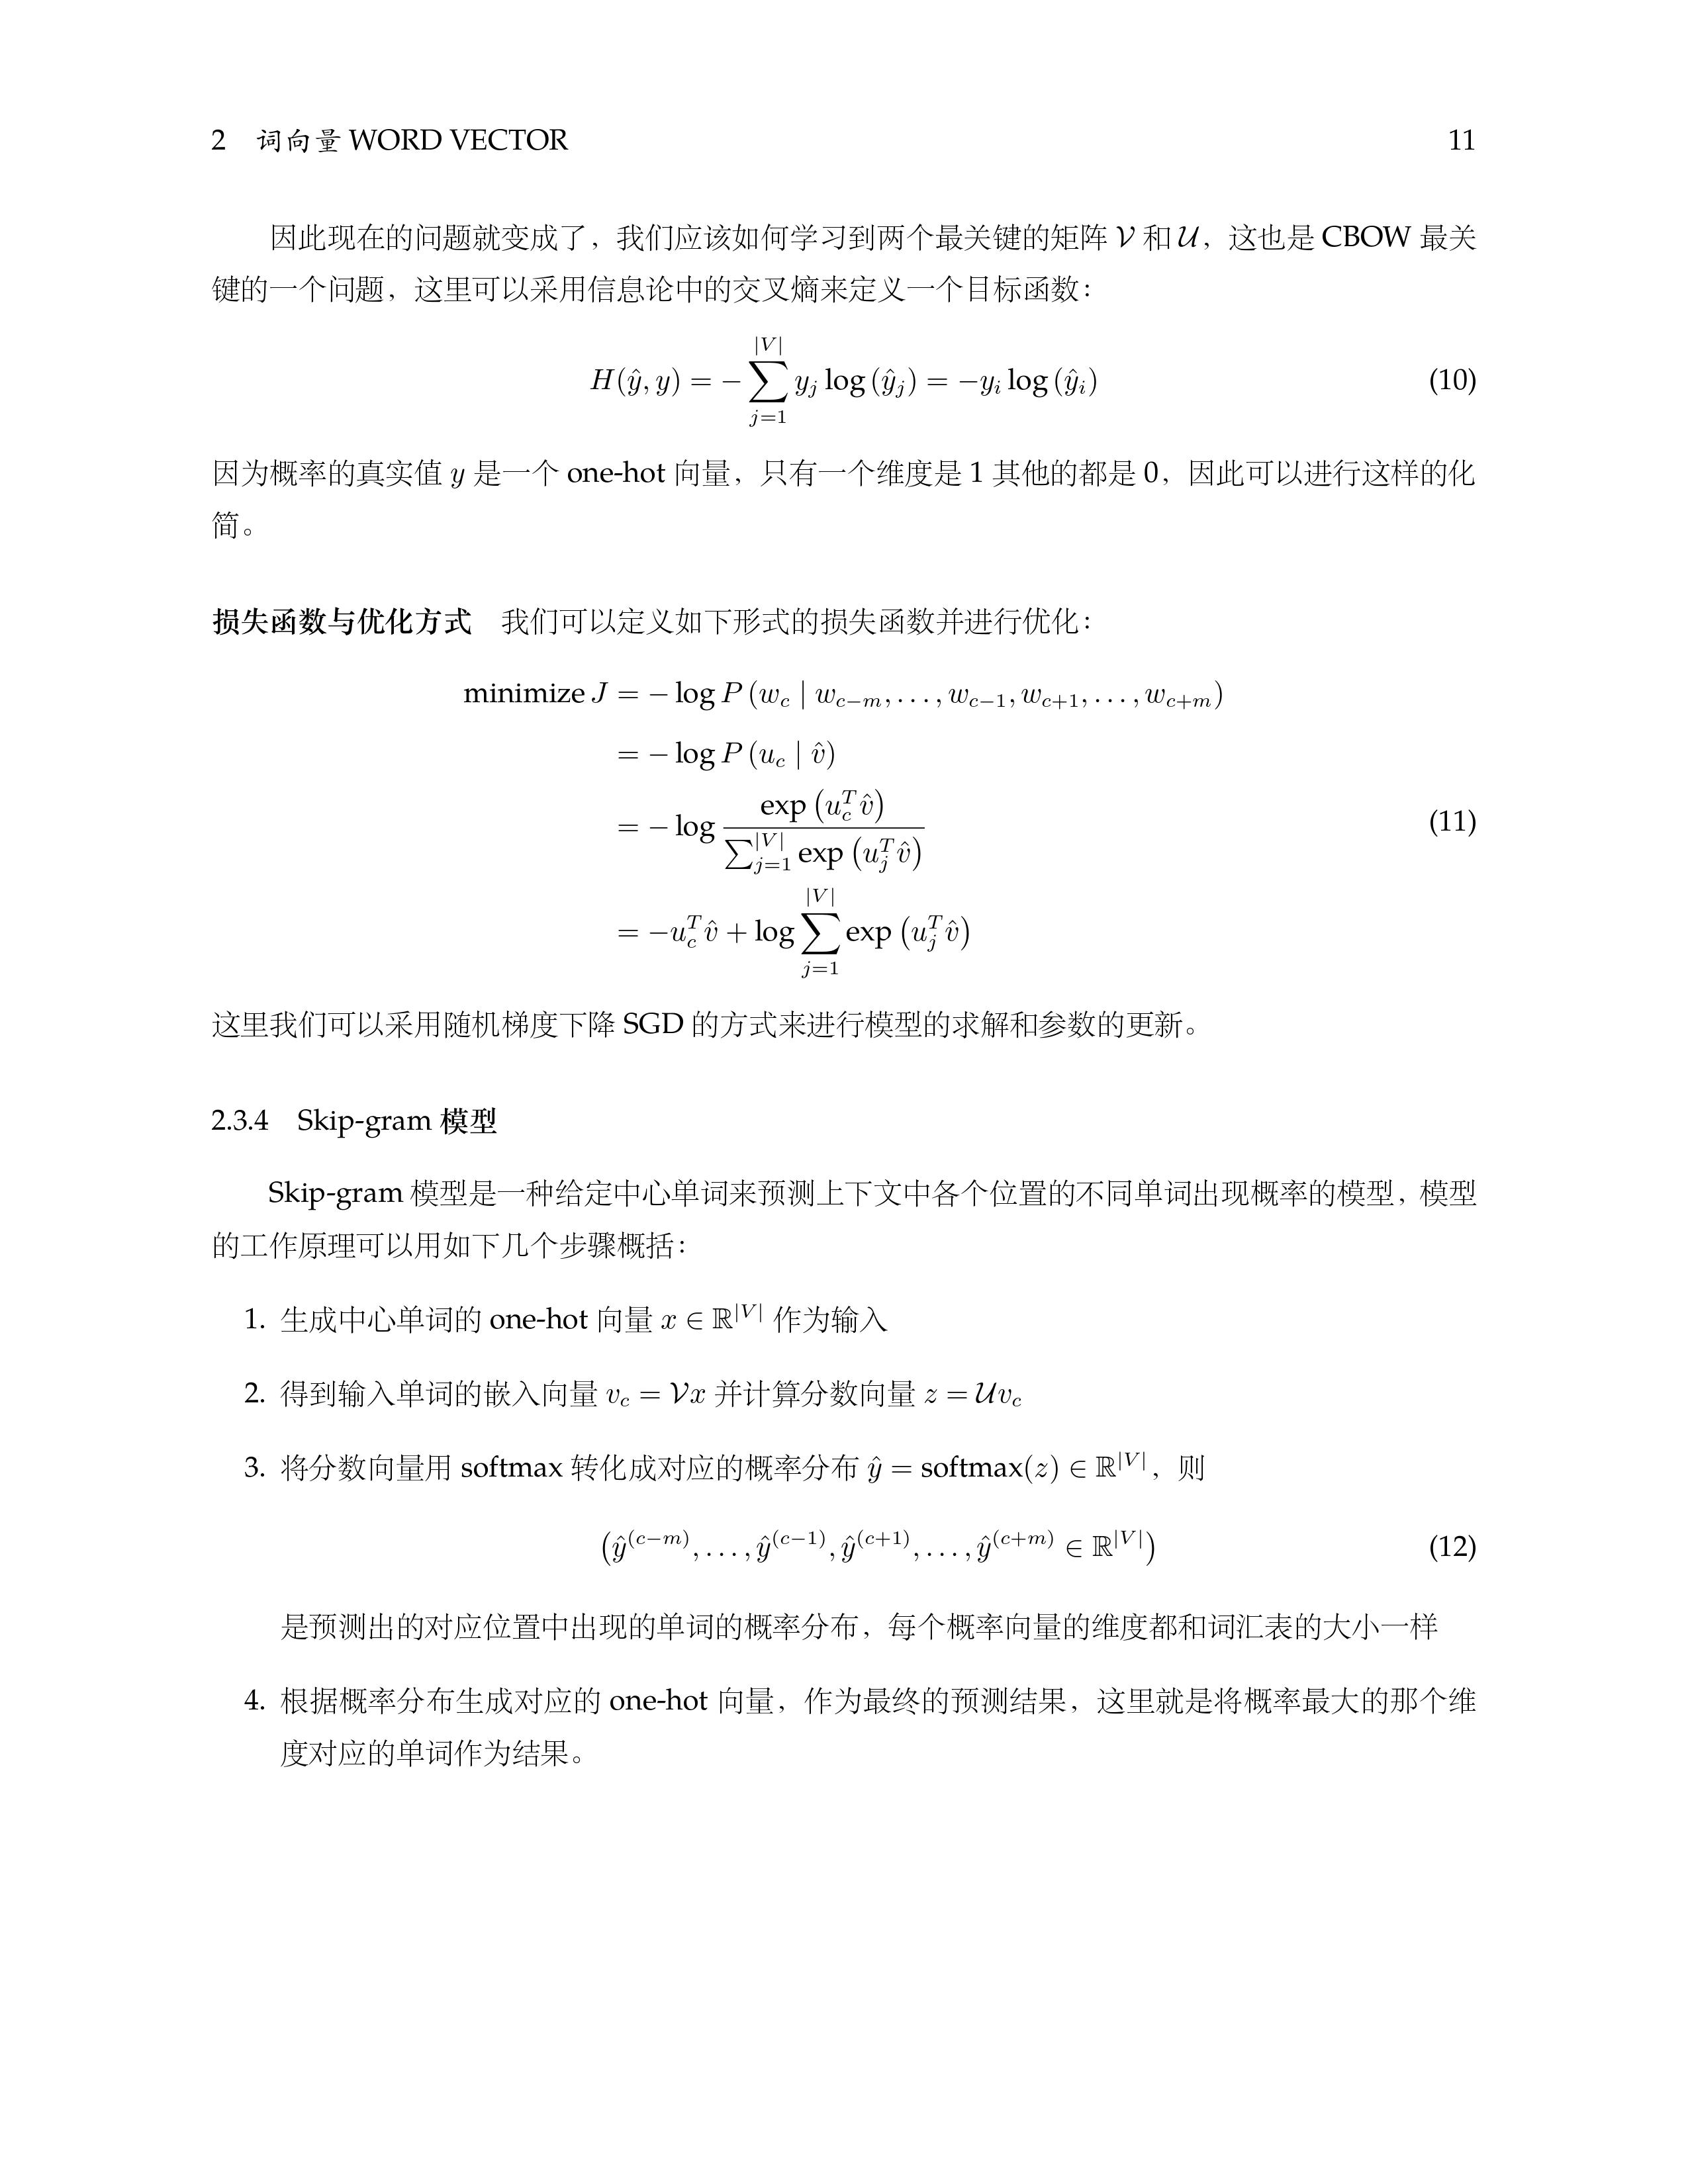 2 词向量 WORD VECTOR 11
因此现在的问题就变成了，我们应该如何学习到两个最关键的矩阵 𝒱 和 𝒰，这也是 CBOW 最关
键的一个问题，这里可以采用信息论中的交叉熵来定义一个目标函数：
$$H(\hat{y}, y) = -\sum_{j=1}^{|V|} y_j \log(\hat{y}_j) = -y_i \log(\hat{y}_i)$$ (10)
因为概率的真实值 y 是一个 one-hot 向量，只有一个维度是 1 其他的都是 0，因此可以进行这样的化
简。
损失函数与优化方式 我们可以定义如下形式的损失函数并进行优化：
$$\text{minimize } J = -\log P(w_c \mid w_{c-m}, \ldots, w_{c-1}, w_{c+1}, \ldots, w_{c+m})$$
$$= -\log P(u_c \mid \hat{v})$$
$$= -\log \frac{\exp(u_c^T \hat{v})}{\sum_{j=1}^{|V|} \exp(u_j^T \hat{v})}$$ (11)
$$= -u_c^T \hat{v} + \log \sum_{j=1}^{|V|} \exp(u_j^T \hat{v})$$
这里我们可以采用随机梯度下降 SGD 的方式来进行模型的求解和参数的更新。
2.3.4 Skip-gram 模型
Skip-gram 模型是一种给定中心单词来预测上下文中各个位置的不同单词出现概率的模型，模型
的工作原理可以用如下几个步骤概括：
1. 生成中心单词的 one-hot 向量 $x \in \mathbb{R}^{|V|}$ 作为输入
2. 得到输入单词的嵌入向量 $v_c = \mathcal{V}x$ 并计算分数向量 $z = \mathcal{U}v_c$
3. 将分数向量用 softmax 转化成对应的概率分布 $\hat{y} = \text{softmax}(z) \in \mathbb{R}^{|V|}$，则
$$(\hat{y}^{(c-m)}, \ldots, \hat{y}^{(c-1)}, \hat{y}^{(c+1)}, \ldots, \hat{y}^{(c+m)} \in \mathbb{R}^{|V|})$$ (12)
是预测出的对应位置中出现的单词的概率分布，每个概率向量的维度都和词汇表的大小一样
4. 根据概率分布生成对应的 one-hot 向量，作为最终的预测结果，这里就是将概率最大的那个维
度对应的单词作为结果。